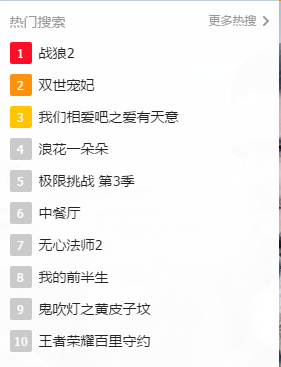 热门搜索 更多热搜 >
1 战狼2
2 双世宠妃
3 我们相爱吧之爱有天意
4 浪花一朵朵
5 极限挑战 第3季
6 中餐厅
7 无心法师2
8 我的前半生
9 鬼吹灯之黄皮子坟
10 王者荣耀百里守约